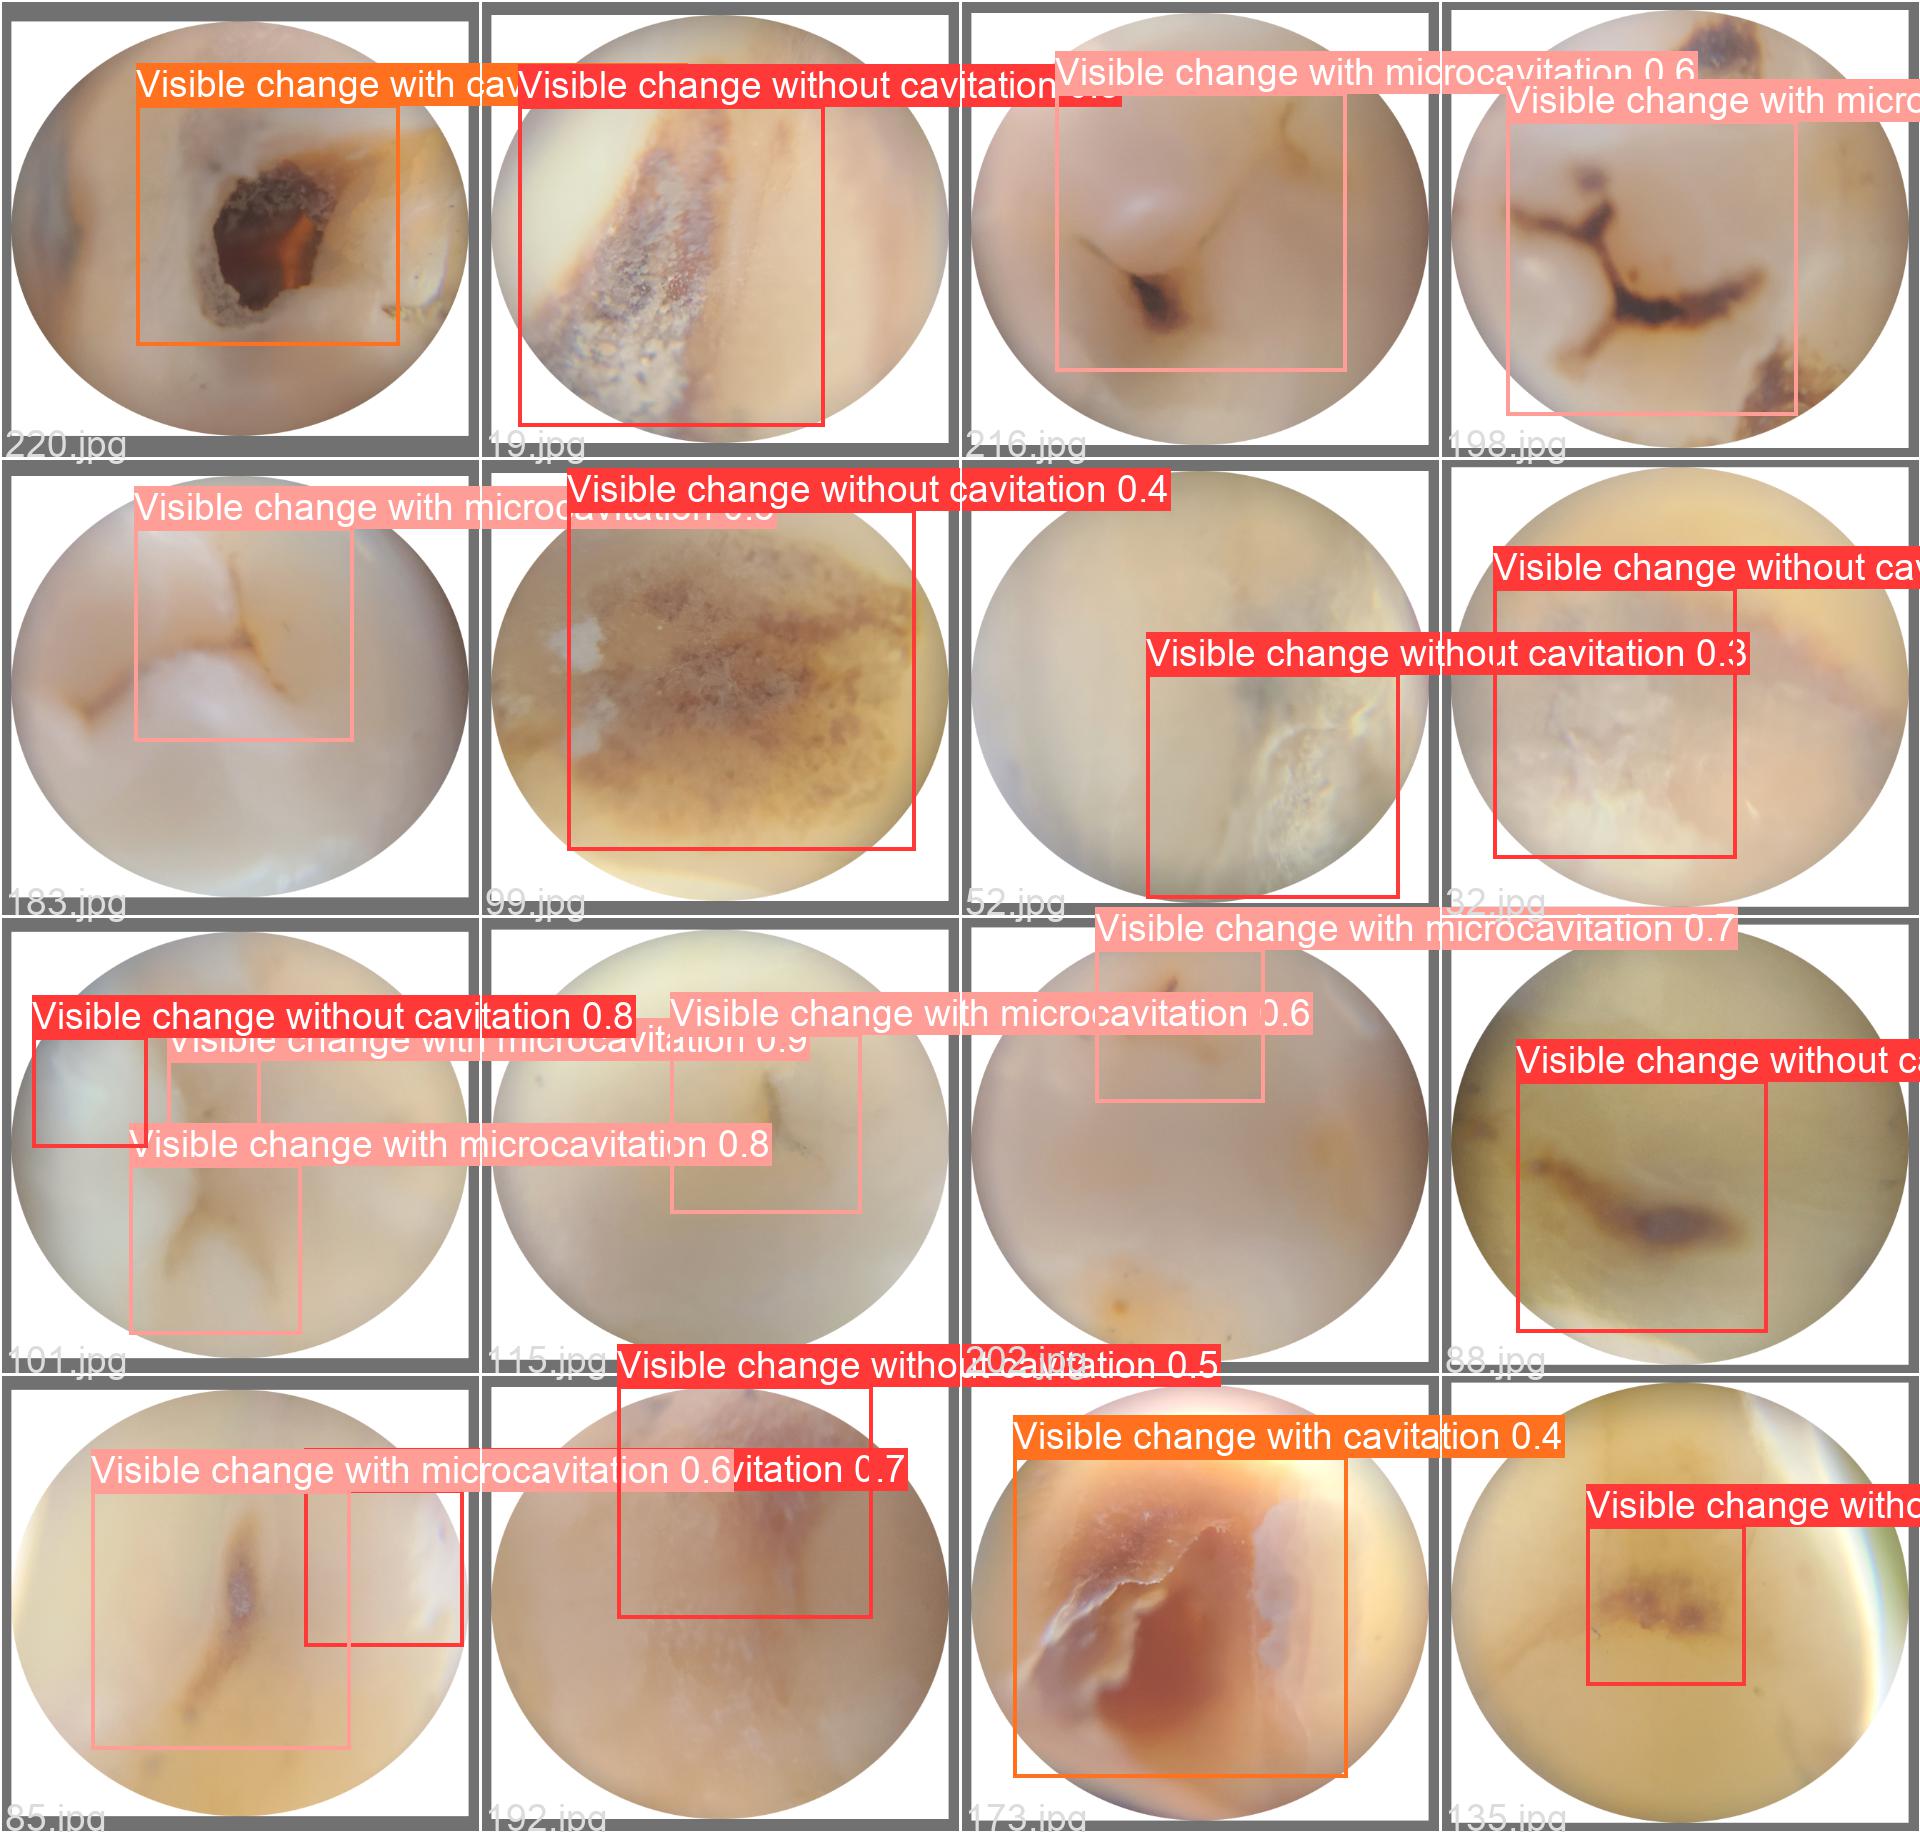 Visible change with cav
Visible change without cavitation
Visible change with microcavitation 0.6
Visible change with micro
220.jpg
19.jpg
216.jpg
198.jpg
Visible change with microcavitation
Visible change without cavitation 0.4
Visible change without cavitation 0.3
Visible change without cav
183.jpg
99.jpg
52.jpg
32.jpg
Visible change with microcavitation 0.7
Visible change without cavitation 0.8
Visible change with microcavitation 0.9
Visible change with microcavitation 0.6
Visible change without ca
Visible change with microcavitation 0.8
101.jpg
115.jpg
202.jpg
88.jpg
Visible change without cavitation 0.5
Visible change with microcavitation 0.6
vitation 0.7
Visible change with cavitation 0.4
Visible change witho
85.jpg
192.jpg
173.jpg
135.jpg